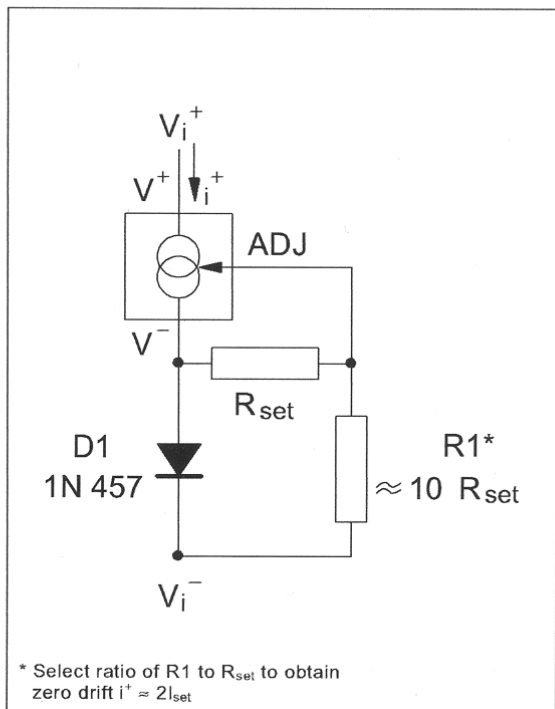 Vi+
V+
i+
ADJ
V−
Rset
D1
1N 457
R1*
≈ 10 Rset
Vi−
* Select ratio of R1 to Rset to obtain
zero drift i+ ≈ 2Iset